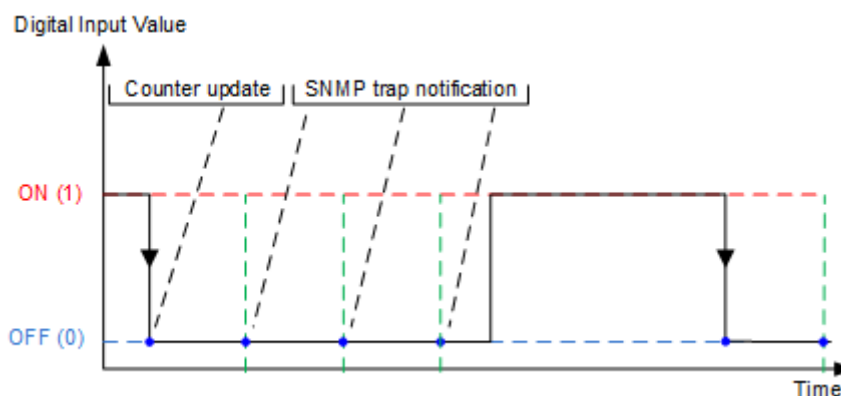 Digital Input Value
Counter update
SNMP trap notification
ON (1)
OFF (0)
Time